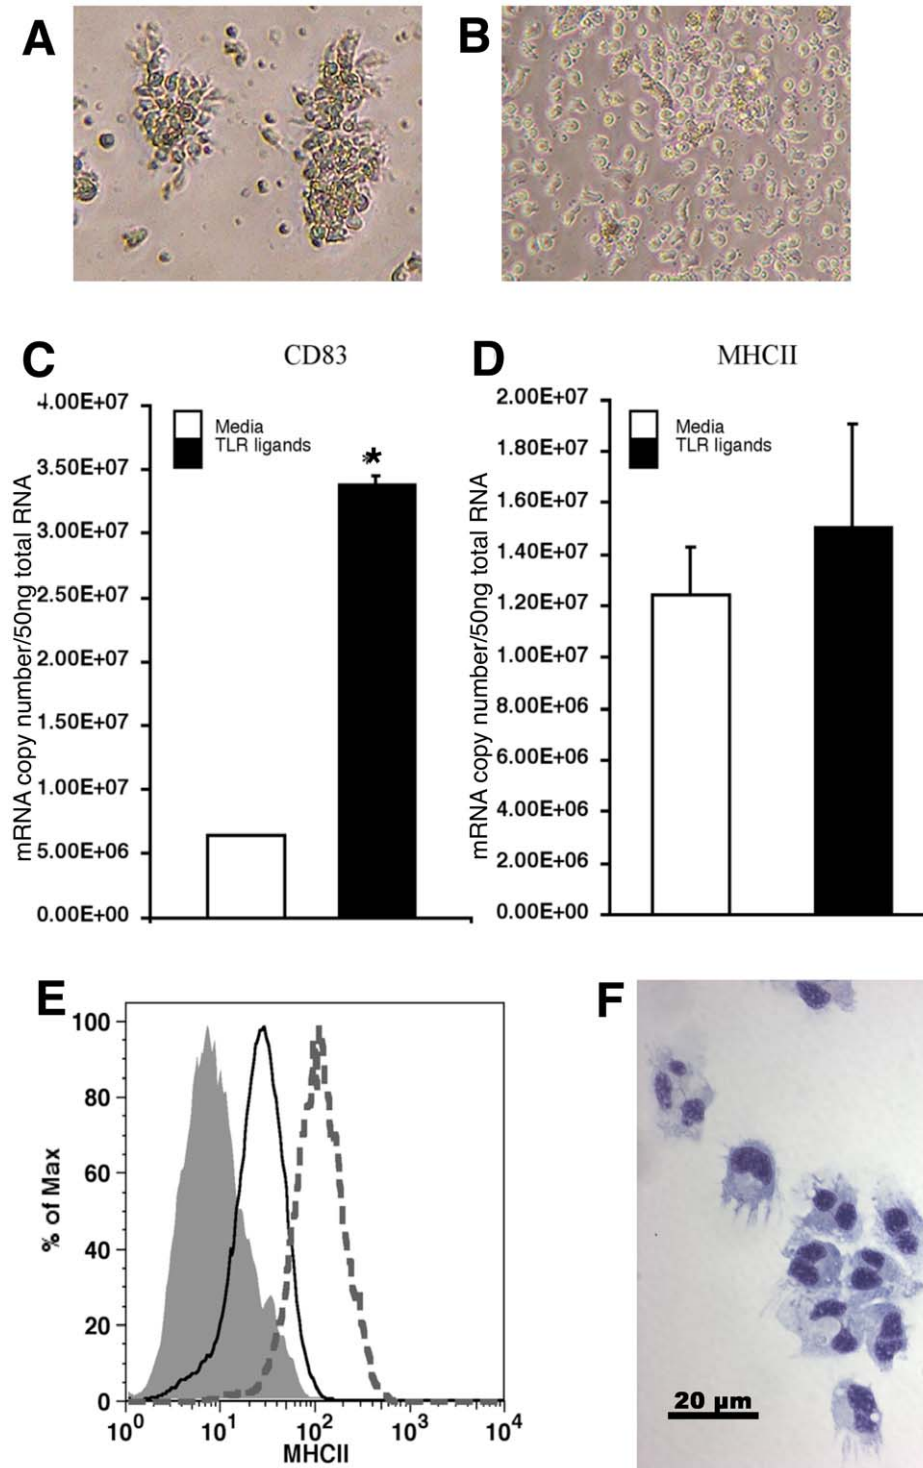 A
B
C
CD83
4.00E+07
3.50E+07
3.00E+07
2.50E+07
2.00E+07
1.50E+07
1.00E+07
5.00E+06
0.00E+00
mRNA copy number/50ng total RNA
Media
TLR ligands
**
D
MHCII
2.00E+07
1.80E+07
1.60E+07
1.40E+07
1.20E+07
1.00E+07
8.00E+06
6.00E+06
4.00E+06
2.00E+06
0.00E+00
mRNA copy number/50ng total RNA
Media
TLR ligands
E
100
80
60
40
20
0
% of Max
10^0 10^1 10^2 10^3 10^4
MHCII
F
20 µm